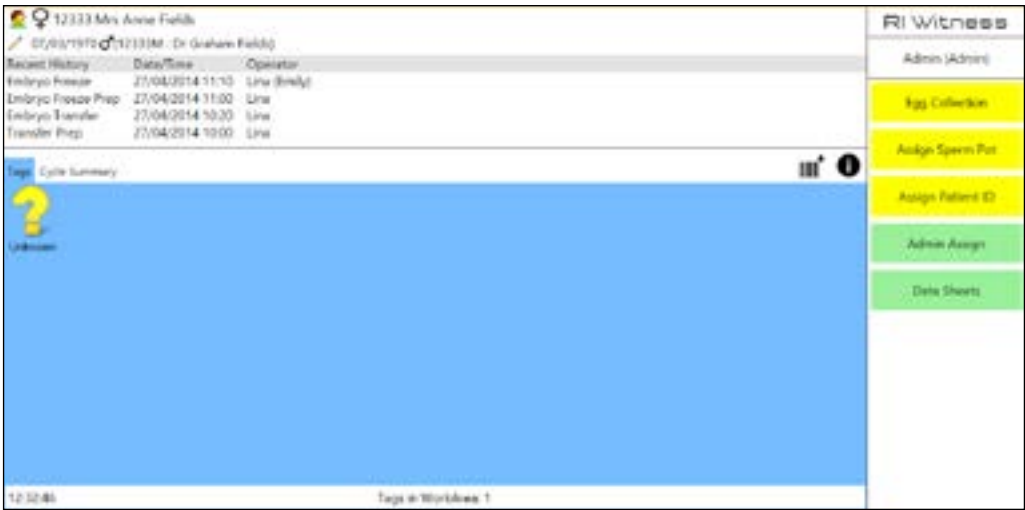 12333 Mrs Anne Fields
07/03/1970 (12333M : Dr Graham Fields)
Recent History Date/Time Operator
Embryo Freeze 27/04/2014 11:10 Lina (Emily)
Embryo Freeze Prep 27/04/2014 11:00 Lina
Embryo Transfer 27/04/2014 10:20 Lina
Transfer Prep 27/04/2014 10:00 Lina
Tags Cycle Summary
Unknown
12:32:46 Tags in WorkArea: 1
RI Witness
Admin (Admin)
Egg Collection
Assign Sperm Pot
Assign Patient ID
Admin Assign
Data Sheets